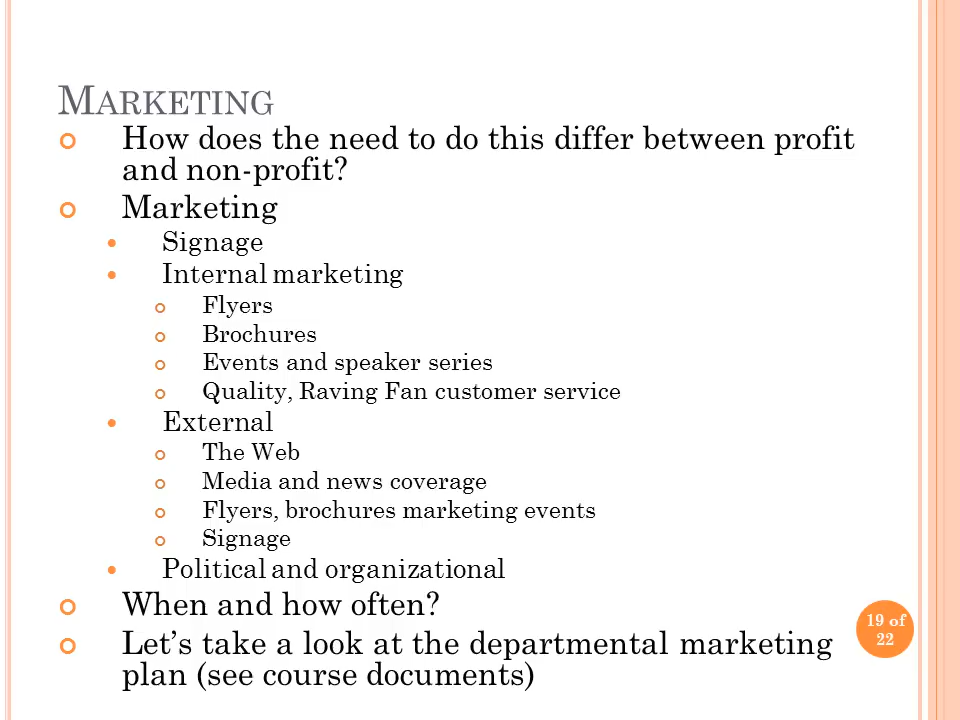 MARKETING
How does the need to do this differ between profit
and non-profit?
Marketing
Signage
Internal marketing
Flyers
Brochures
Events and speaker series
Quality, Raving Fan customer service
External
The Web
Media and news coverage
Flyers, brochures marketing events
Signage
Political and organizational
When and how often?
19 of
22
Let’s take a look at the departmental marketing
plan (see course documents)